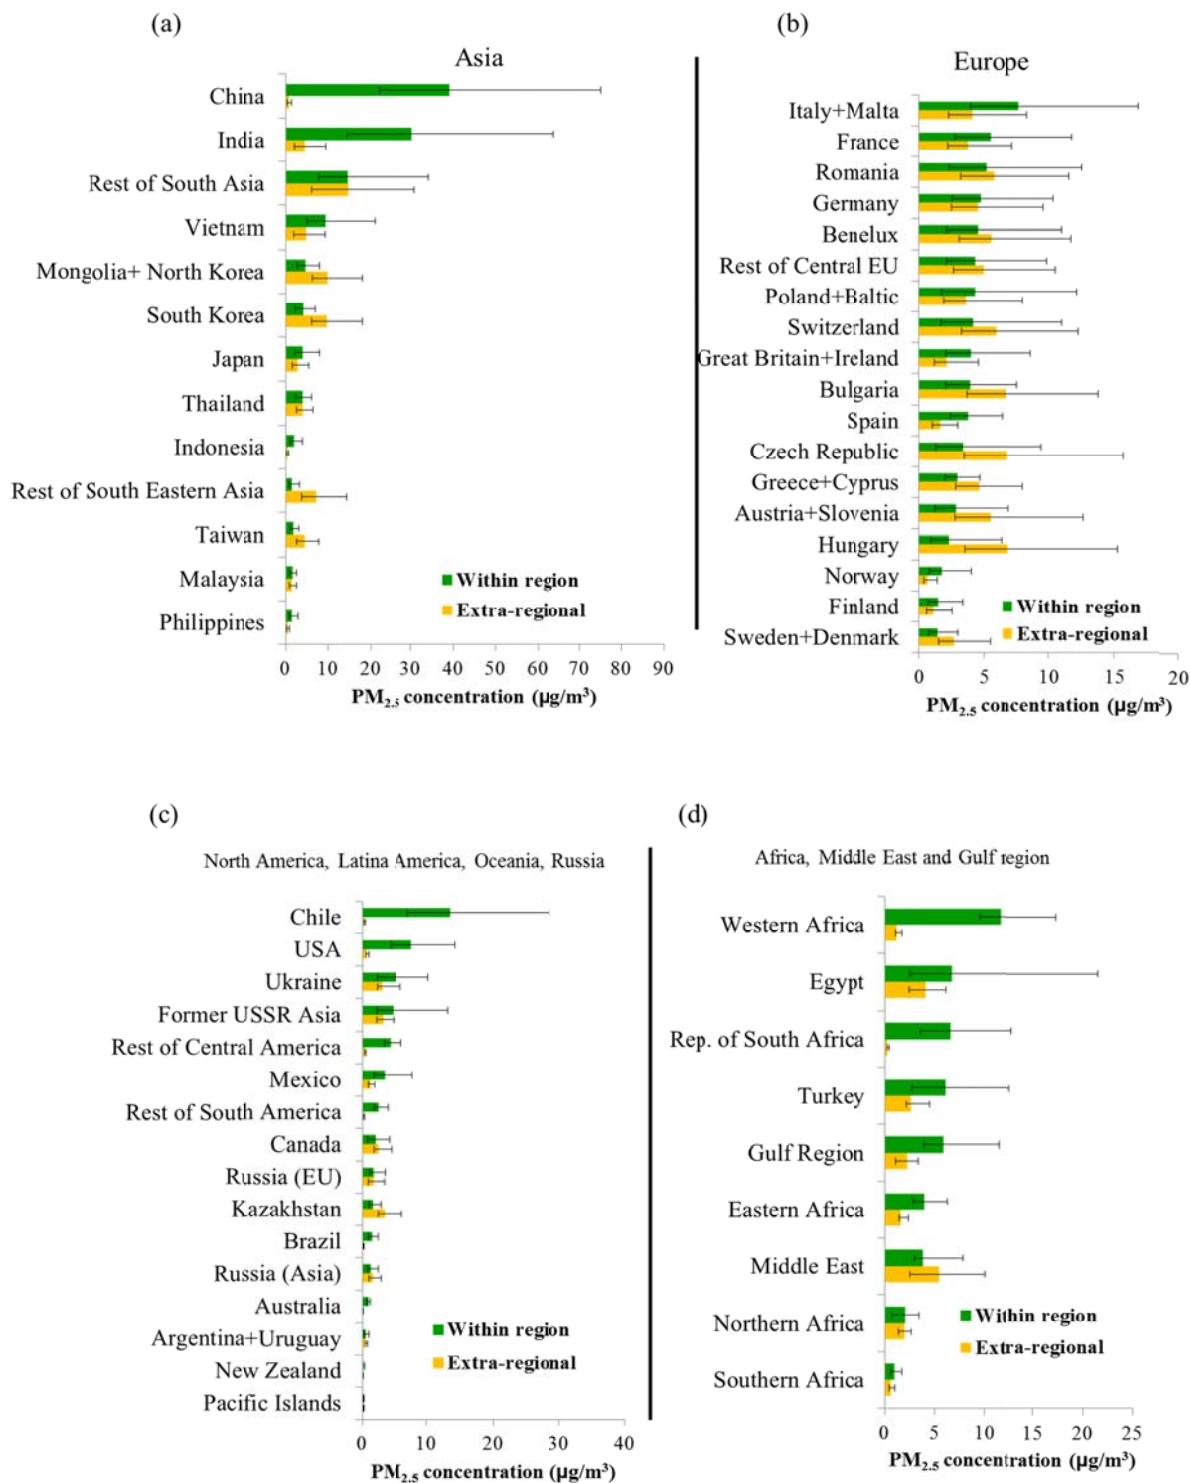 (a)
Asia
China
India
Rest of South Asia
Vietnam
Mongolia+ North Korea
South Korea
Japan
Thailand
Indonesia
Rest of South Eastern Asia
Taiwan
Malaysia
Philippines
Within region
Extra-regional
0 10 20 30 40 50 60 70 80 90
PM2.5 concentration (µg/m³)
(b)
Europe
Italy+Malta
France
Romania
Germany
Benelux
Rest of Central EU
Poland+Baltic
Switzerland
Great Britain+Ireland
Bulgaria
Spain
Czech Republic
Greece+Cyprus
Austria+Slovenia
Hungary
Norway
Finland
Sweden+Denmark
Within region
Extra-regional
0 5 10 15 20
PM2.5 concentration (µg/m³)
(c)
North America, Latina America, Oceania, Russia
Chile
USA
Ukraine
Former USSR Asia
Rest of Central America
Mexico
Rest of South America
Canada
Russia (EU)
Kazakhstan
Brazil
Russia (Asia)
Australia
Argentina+Uruguay
New Zealand
Pacific Islands
Within region
Extra-regional
0 10 20 30 40
PM2.5 concentration (µg/m³)
(d)
Africa, Middle East and Gulf region
Western Africa
Egypt
Rep. of South Africa
Turkey
Gulf Region
Eastern Africa
Middle East
Northern Africa
Southern Africa
Within region
Extra-regional
0 5 10 15 20 25
PM2.5 concentration (µg/m³)